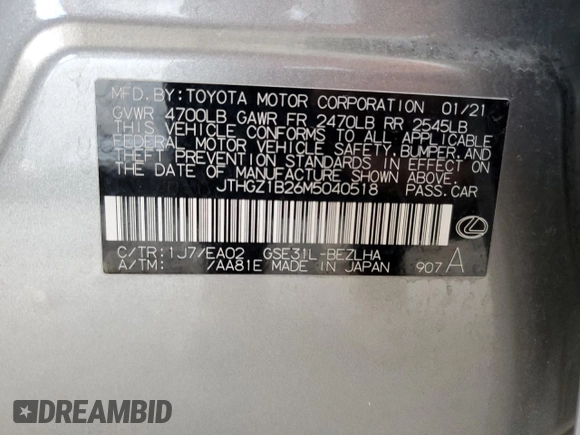 MFD.BY:TOYOTA MOTOR CORPORATION 01/21
GVWR 4700LB GAWR FR 2470LB RR 2545LB
THIS VEHICLE CONFORMS TO ALL APPLICABLE
FEDERAL MOTOR VEHICLE SAFETY,BUMPER,AND
THEFT PREVENTION STANDARDS IN EFFECT ON
THE DATE OF MANUFACTURE SHOWN ABOVE.
JTHGZ1B26M5040518 PASS.CAR
C/TR:1J7/EA02 GSE31L-BEZLHA
A/TM: /AA81E MADE IN JAPAN 907A
DREAMBID